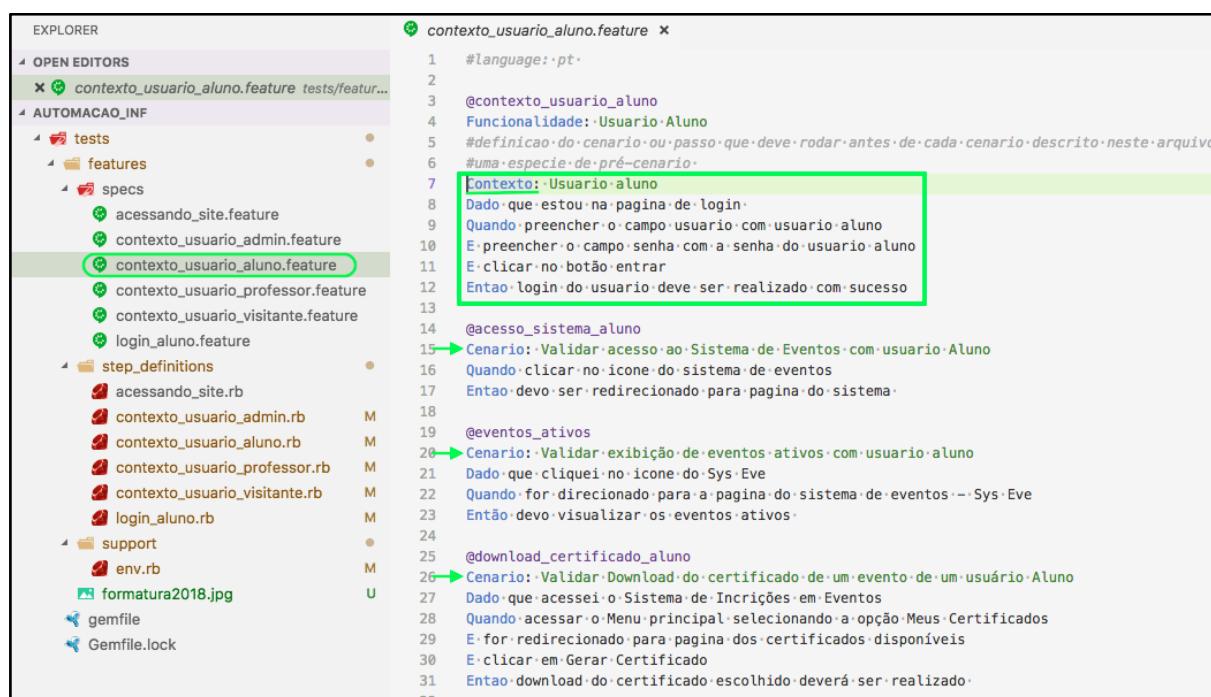 EXPLORER
OPEN EDITORS
contexto_usuario_aluno.feature tests/featur...
AUTOMACAO_INF
tests
features
specs
acessando_site.feature
contexto_usuario_admin.feature
contexto_usuario_aluno.feature
contexto_usuario_professor.feature
contexto_usuario_visitante.feature
login_aluno.feature
step_definitions
acessando_site.rb
contexto_usuario_admin.rb M
contexto_usuario_aluno.rb M
contexto_usuario_professor.rb M
contexto_usuario_visitante.rb M
login_aluno.rb M
support
env.rb M
formatura2018.jpg U
gemfile
Gemfile.lock
contexto_usuario_aluno.feature ×
1 #language: pt
2
3 @contexto_usuario_aluno
4 Funcionalidade: Usuario Aluno
5 #definicao do cenario ou passo que deve rodar antes de cada cenario descrito neste arquivo
6 #uma especie de pré-cenario
7 Contexto: Usuario aluno
8 Dado que estou na pagina de login
9 Quando preencher o campo usuario com usuario aluno
10 E preencher o campo senha com a senha do usuario aluno
11 E clicar no botão entrar
12 Entao login do usuario deve ser realizado com sucesso
13
14 @acesso_sistema_aluno
15 Cenario: Validar acesso ao Sistema de Eventos com usuario Aluno
16 Quando clicar no icone do sistema de eventos
17 Entao devo ser redirecionado para pagina do sistema
18
19 @eventos_ativos
20 Cenario: Validar exibição de eventos ativos com usuario aluno
21 Dado que cliquei no icone do Sys Eve
22 Quando for direcionado para a pagina do sistema de eventos - Sys Eve
23 Então devo visualizar os eventos ativos
24
25 @download_certificado_aluno
26 Cenario: Validar Download do certificado de um evento de um usuário Aluno
27 Dado que acessei o Sistema de Incrições em Eventos
28 Quando acessar o Menu principal selecionando a opção Meus Certificados
29 E for redirecionado para pagina dos certificados disponíveis
30 E clicar em Gerar Certificado
31 Entao download do certificado escolhido deverá ser realizado